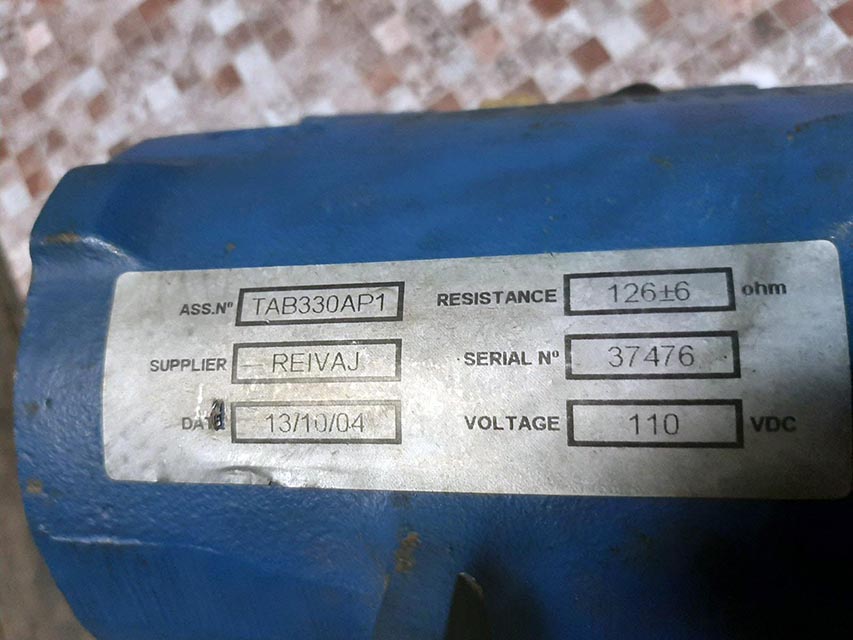 ASS.Nº TAB330AP1 RESISTANCE 126±6 ohm
SUPPLIER REIVAJ SERIAL Nº 37476
DATE 13/10/04 VOLTAGE 110 VDC